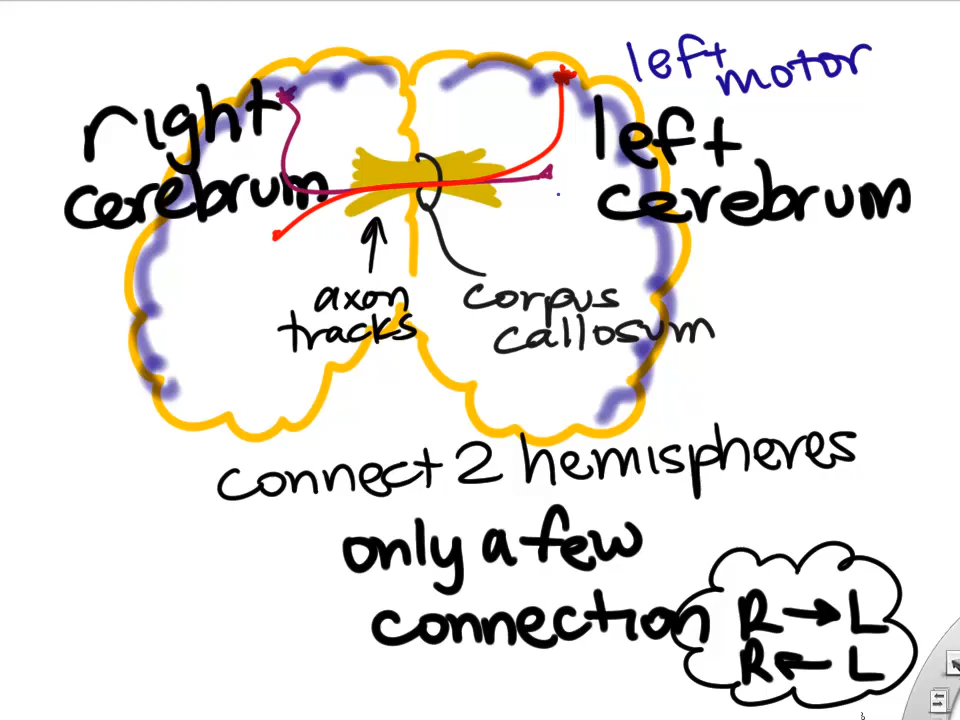 left
motor
right
cerebrum
left
cerebrum
axon
tracks
corpus
callosum
connect 2 hemispheres
only a few
connection
R → L
R ← L